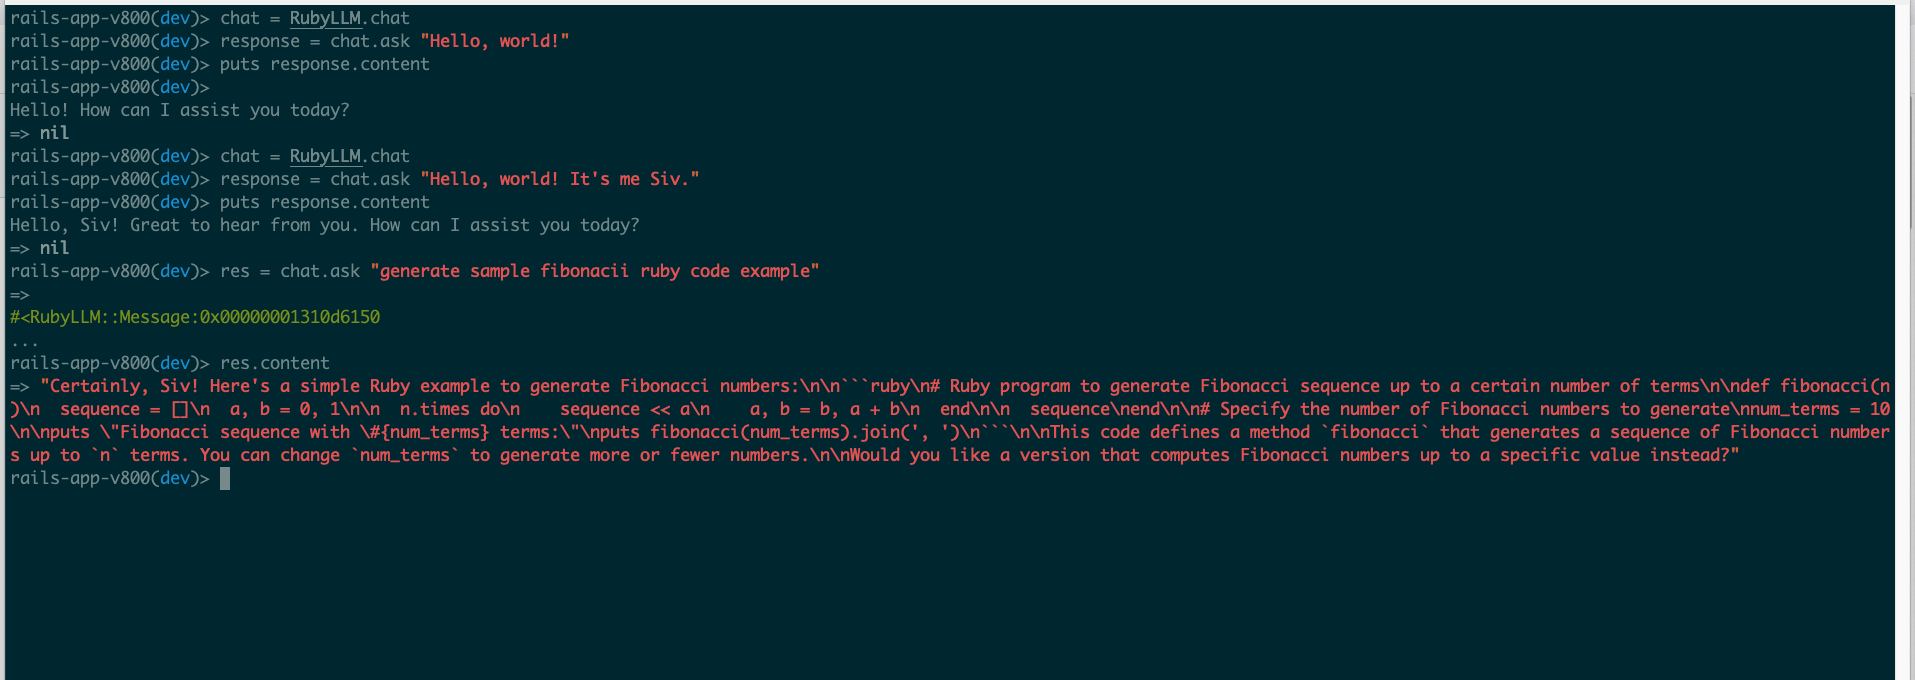 rails-app-v800(dev)> chat = RubyLLM.chat
rails-app-v800(dev)> response = chat.ask "Hello, world!"
rails-app-v800(dev)> puts response.content
rails-app-v800(dev)>
Hello! How can I assist you today?
=> nil
rails-app-v800(dev)> chat = RubyLLM.chat
rails-app-v800(dev)> response = chat.ask "Hello, world! It's me Siv."
rails-app-v800(dev)> puts response.content
Hello, Siv! Great to hear from you. How can I assist you today?
=> nil
rails-app-v800(dev)> res = chat.ask "generate sample fibonacii ruby code example"
=>
#<RubyLLM::Message:0x00000001310d6150
...
rails-app-v800(dev)> res.content
=> "Certainly, Siv! Here's a simple Ruby example to generate Fibonacci numbers:\n\n```ruby\n# Ruby program to generate Fibonacci sequence up to a certain number of terms\n\ndef fibonacci(n
)\n  sequence = []\n  a, b = 0, 1\n\n  n.times do\n    sequence << a\n    a, b = b, a + b\n  end\n\n  sequence\nend\n\n# Specify the number of Fibonacci numbers to generate\nnum_terms = 10
\n\nputs \"Fibonacci sequence with \#{num_terms} terms:\"\nputs fibonacci(num_terms).join(', ')\n```\n\nThis code defines a method `fibonacci` that generates a sequence of Fibonacci number
s up to `n` terms. You can change `num_terms` to generate more or fewer numbers.\n\nWould you like a version that computes Fibonacci numbers up to a specific value instead?"
rails-app-v800(dev)>